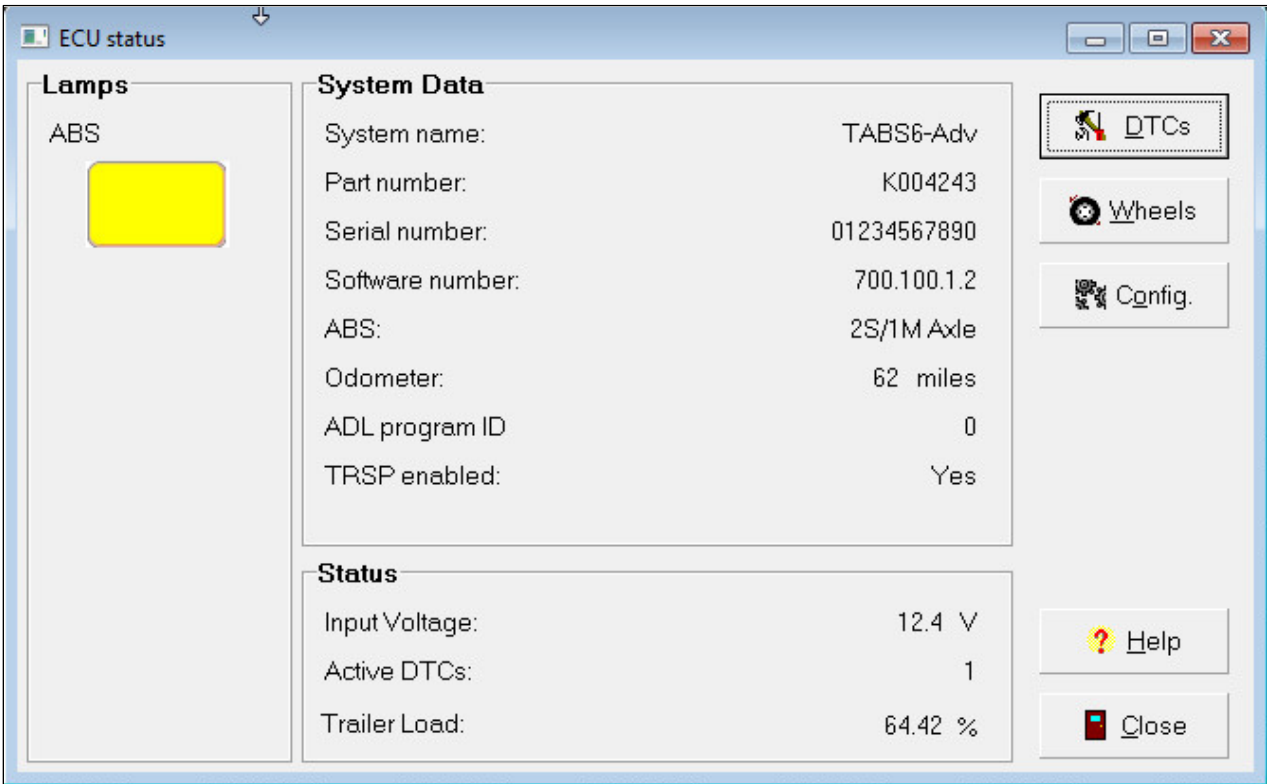 ECU status
Lamps
ABS
System Data
System name: TABS6-Adv
Part number: K004243
Serial number: 01234567890
Software number: 700.100.1.2
ABS: 2S/1M Axle
Odometer: 62 miles
ADL program ID 0
TRSP enabled: Yes
Status
Input Voltage: 12.4 V
Active DTCs: 1
Trailer Load: 64.42 %
DTCs
Wheels
Config.
Help
Close